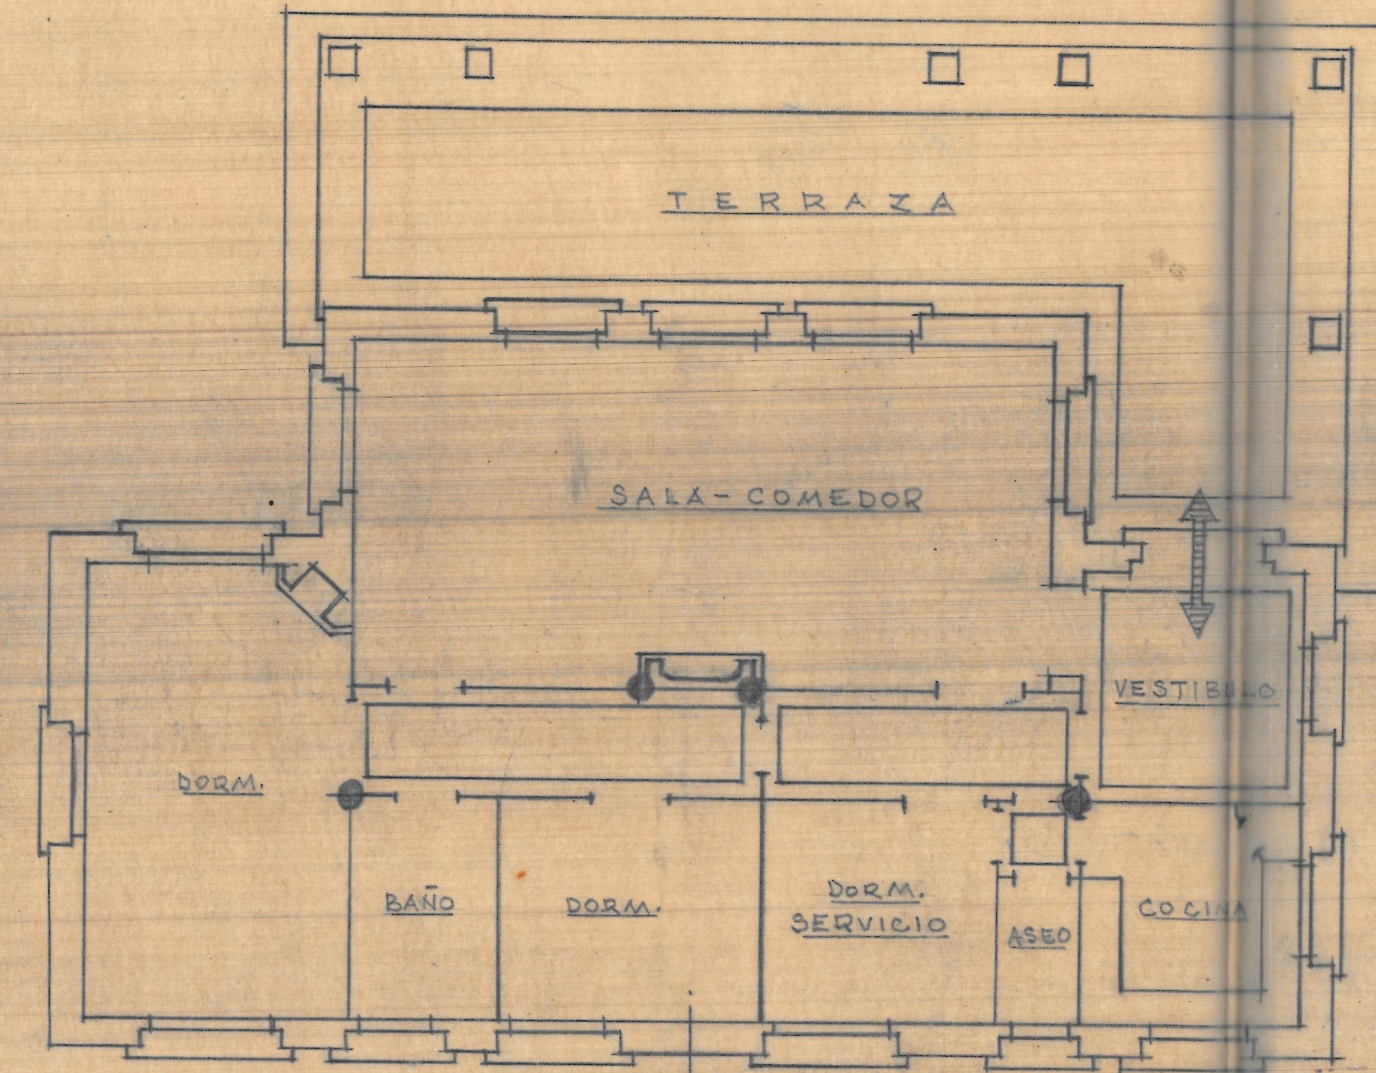 TERRAZA
SALA-COMEDOR
VESTIBULO
DORM.
BAÑO
DORM.
DORM.
SERVICIO
ASEO
COCINA